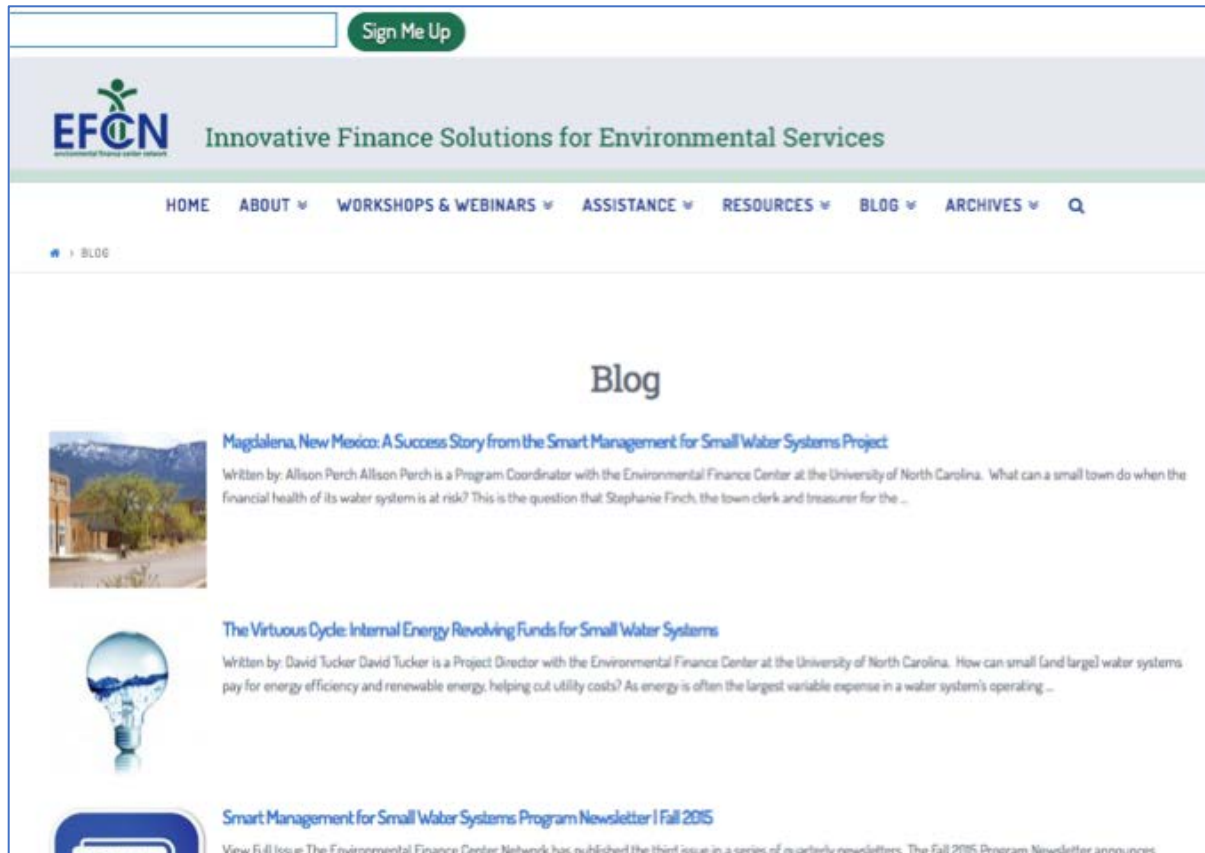 Sign Me Up
EFCN
environmental finance center network
Innovative Finance Solutions for Environmental Services
HOME ABOUT WORKSHOPS & WEBINARS ASSISTANCE RESOURCES BLOG ARCHIVES
> BLOG
Blog
Magdalena, New Mexico: A Success Story from the Smart Management for Small Water Systems Project
Written by: Allison Perch Allison Perch is a Program Coordinator with the Environmental Finance Center at the University of North Carolina. What can a small town do when the
financial health of its water system is at risk? This is the question that Stephanie Finch, the town clerk and treasurer for the ...
The Virtuous Cycle: Internal Energy Revolving Funds for Small Water Systems
Written by: David Tucker David Tucker is a Project Director with the Environmental Finance Center at the University of North Carolina. How can small (and large) water systems
pay for energy efficiency and renewable energy, helping cut utility costs? As energy is often the largest variable expense in a water system's operating ...
Smart Management for Small Water Systems Program Newsletter | Fall 2015
View Full Issue The Environmental Finance Center Network has published the third issue in a series of quarterly newsletters. The Fall 2015 Program Newsletter announces